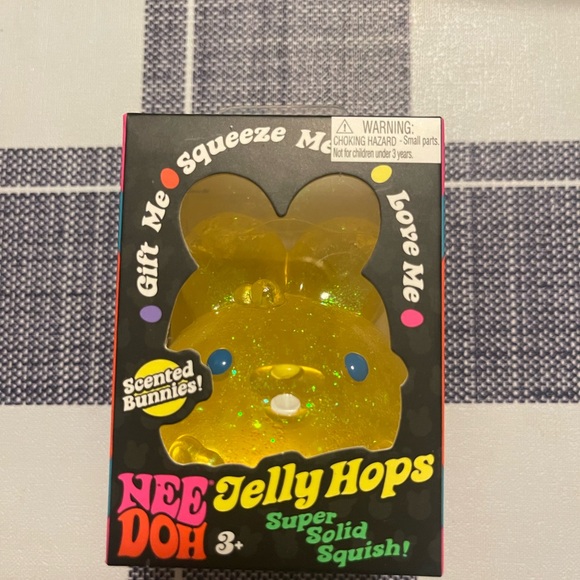 WARNING:
CHOKING HAZARD - Small parts.
Not for children under 3 years.
Gift Me Squeeze Me Love Me
Scented
Bunnies!
NEE DOH
Jelly Hops
Super
Solid
Squish!
3+